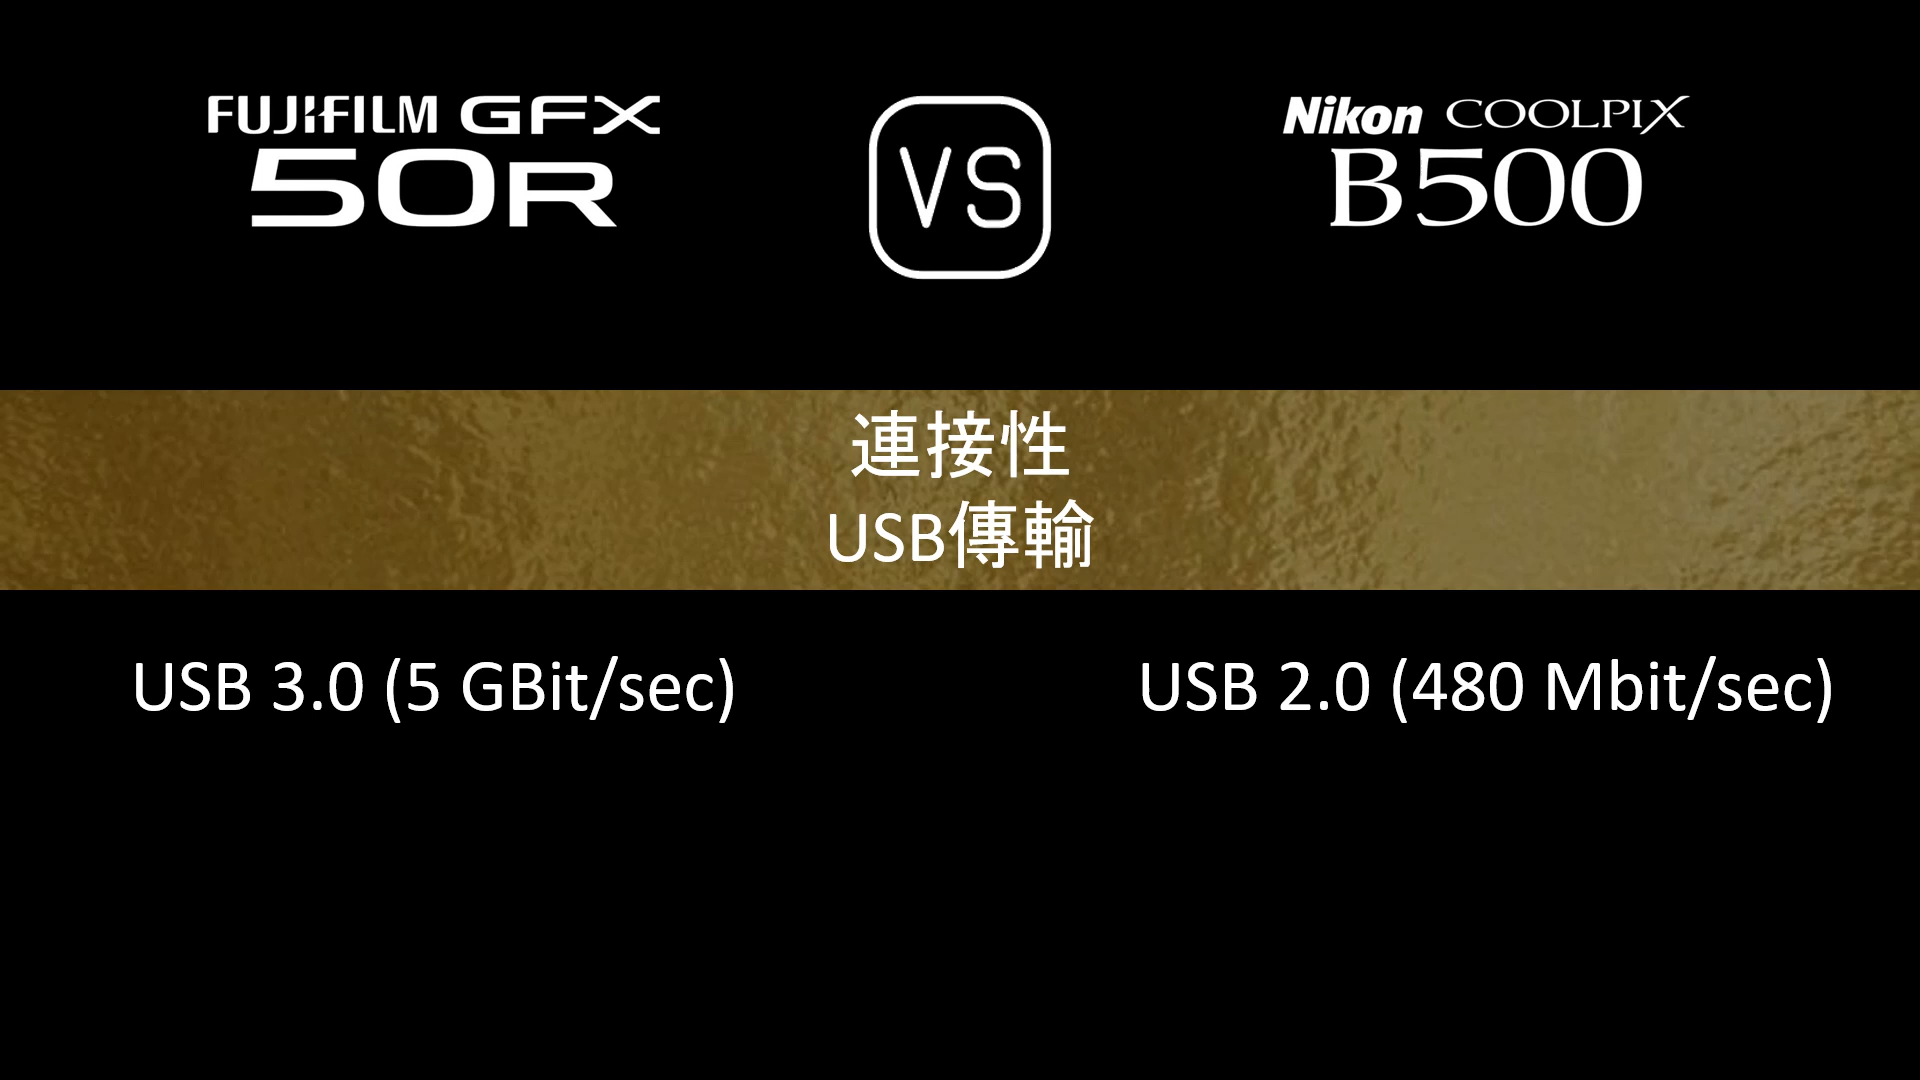 FUJIFILM GFX
50R
VS
Nikon COOLPIX
B500
連接性
USB傳輸
USB 3.0 (5 GBit/sec)
USB 2.0 (480 Mbit/sec)